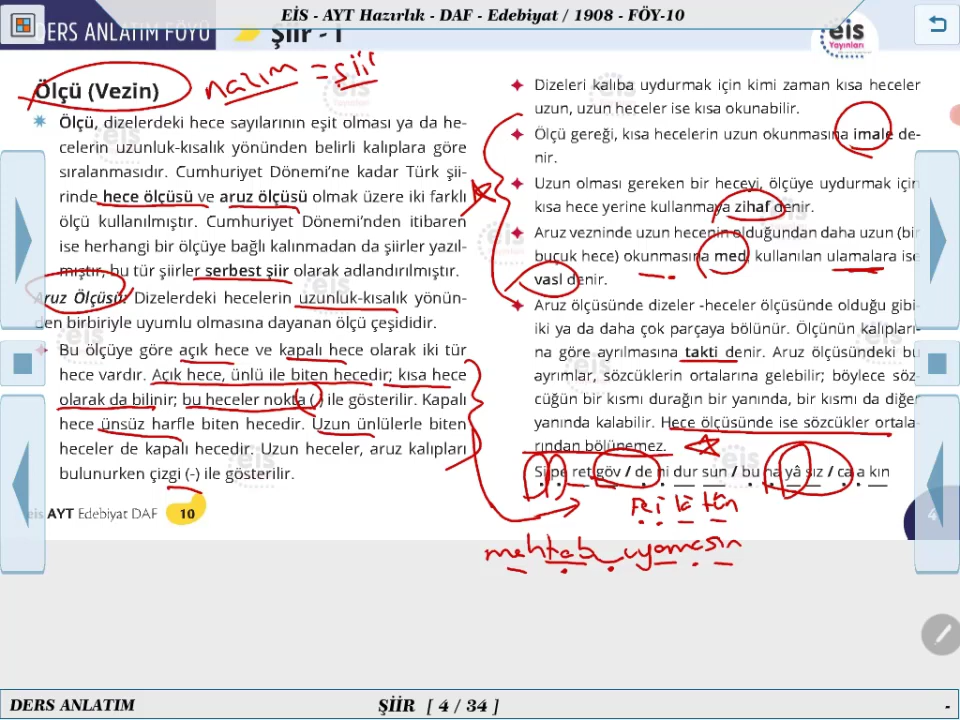 EİS - AYT Hazırlık - DAF - Edebiyat / 1908 - FÖY-10
DERS ANLATIM FÖYÜ
Şiir - I
eis
Yayınları
Ölçü (Vezin)
nazım = şiir
Ölçü, dizelerdeki hece sayılarının eşit olması ya da he-
celerin uzunluk-kısalık yönünden belirli kalıplara göre
sıralanmasıdır. Cumhuriyet Dönemi’ne kadar Türk şii-
rinde hece ölçüsü ve aruz ölçüsü olmak üzere iki farklı
ölçü kullanılmıştır. Cumhuriyet Dönemi’nden itibaren
ise herhangi bir ölçüye bağlı kalınmadan da şiirler yazıl-
mıştır, bu tür şiirler serbest şiir olarak adlandırılmıştır.
Aruz Ölçüsü: Dizelerdeki hecelerin uzunluk-kısalık yönün-
den birbiriyle uyumlu olmasına dayanan ölçü çeşididir.
Bu ölçüye göre açık hece ve kapalı hece olarak iki tür
hece vardır. Açık hece, ünlü ile biten hecedir; kısa hece
olarak da bilinir; bu heceler nokta (.) ile gösterilir. Kapalı
hece ünsüz harfle biten hecedir. Uzun ünlülerle biten
heceler de kapalı hecedir. Uzun heceler, aruz kalıpları
bulunurken çizgi (-) ile gösterilir.
eis AYT Edebiyat DAF 10
Dizeleri kalıba uydurmak için kimi zaman kısa heceler
uzun, uzun heceler ise kısa okunabilir.
Ölçü gereği, kısa hecelerin uzun okunmasına imale de-
nir.
Uzun olması gereken bir heceyi, ölçüye uydurmak için
kısa hece yerine kullanmaya zihaf denir.
Aruz vezninde uzun hecenin olduğundan daha uzun (bir
buçuk hece) okunmasına med, kullanılan ulamalara ise
vasl denir.
Aruz ölçüsünde dizeler -heceler ölçüsünde olduğu gibi-
iki ya da daha çok parçaya bölünür. Ölçünün kalıpları-
na göre ayrılmasına takti denir. Aruz ölçüsündeki bu
ayrımlar, sözcüklerin ortalarına gelebilir; böylece söz-
cüğün bir kısmı durağın bir yanında, bir kısmı da diğer
yanında kalabilir. Hece ölçüsünde ise sözcükler ortala-
rından bölünemez.
Si pe ret göv / de ni dur sun / bu ha yâ sız / ca a kın
fe i lâ tün
mehtab uyamasın
4
DERS ANLATIM
ŞİİR [ 4 / 34 ]
-